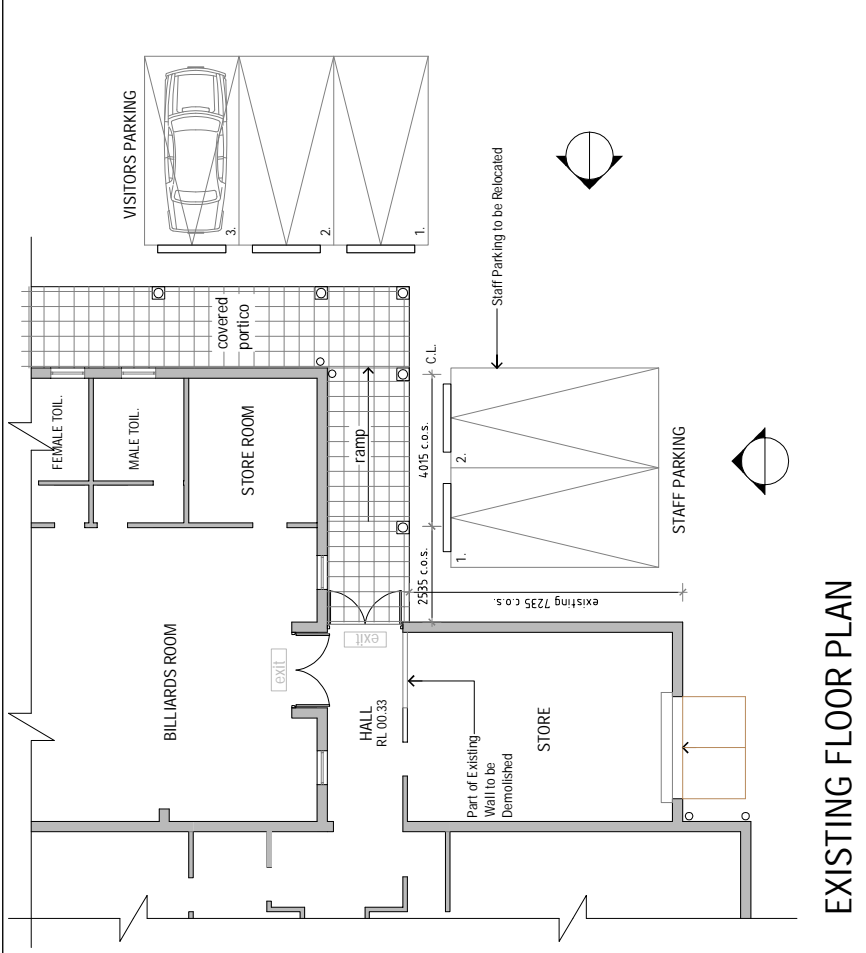 VISITORS PARKING
3.
2.
1.
Staff Parking to be Relocated
covered
portico
C.L.
FEMALE TOIL.
MALE TOIL.
STORE ROOM
ramp
4015 c.o.s.
2535 c.o.s.
2.
1.
STAFF PARKING
existing 7235 c.o.s.
exit
exit
BILLIARDS ROOM
HALL
RL 00.33
Part of Existing
Wall to be
Demolished
STORE
EXISTING FLOOR PLAN